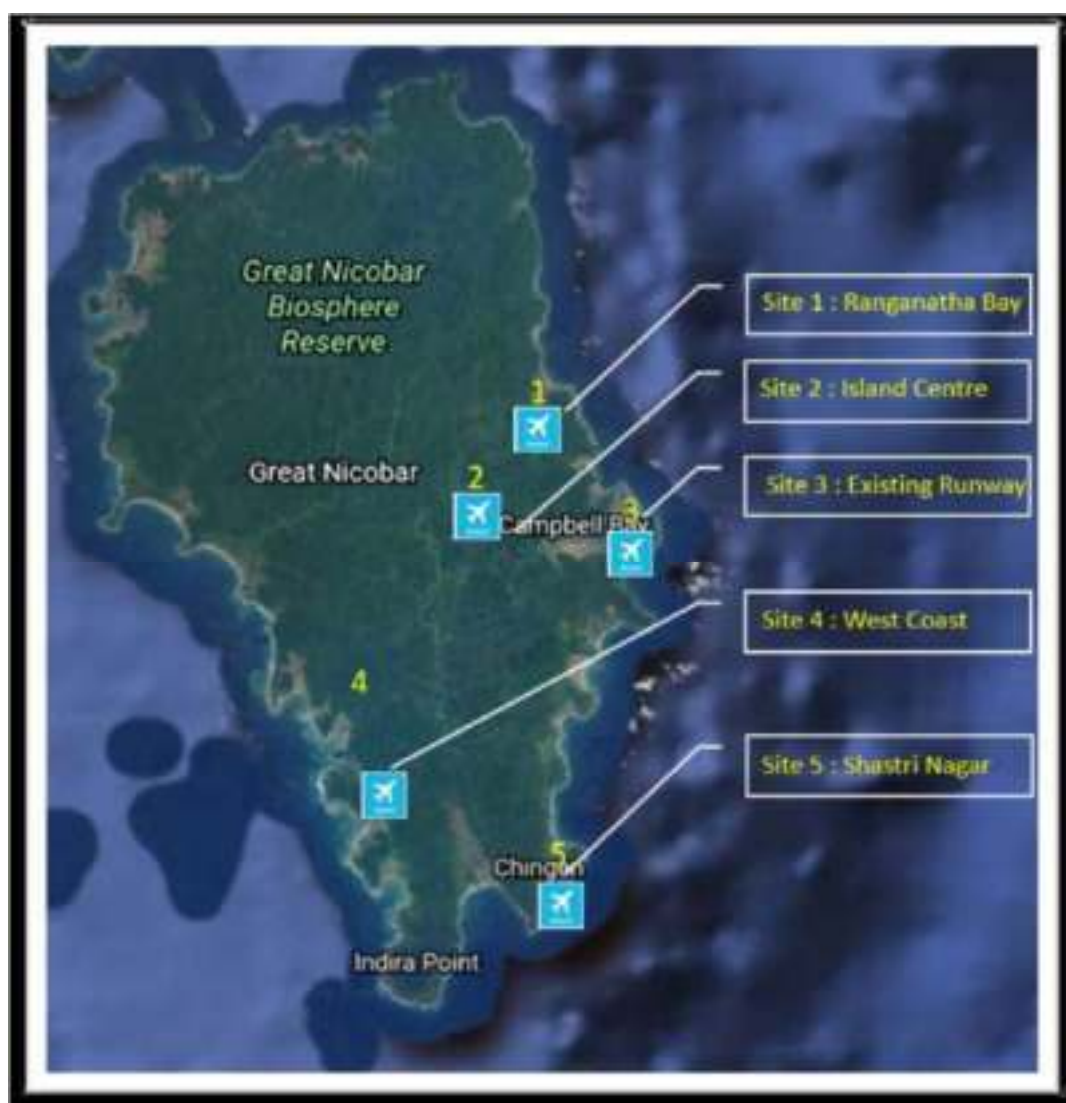 Great Nicobar
Biosphere
Reserve
Site 1 : Ranganatha Bay
Site 2 : Island Centre
1
Great Nicobar
2
Site 3 : Existing Runway
3
Campbell Bay
Site 4 : West Coast
4
Site 5 : Shastri Nagar
5
Chingen
Indira Point